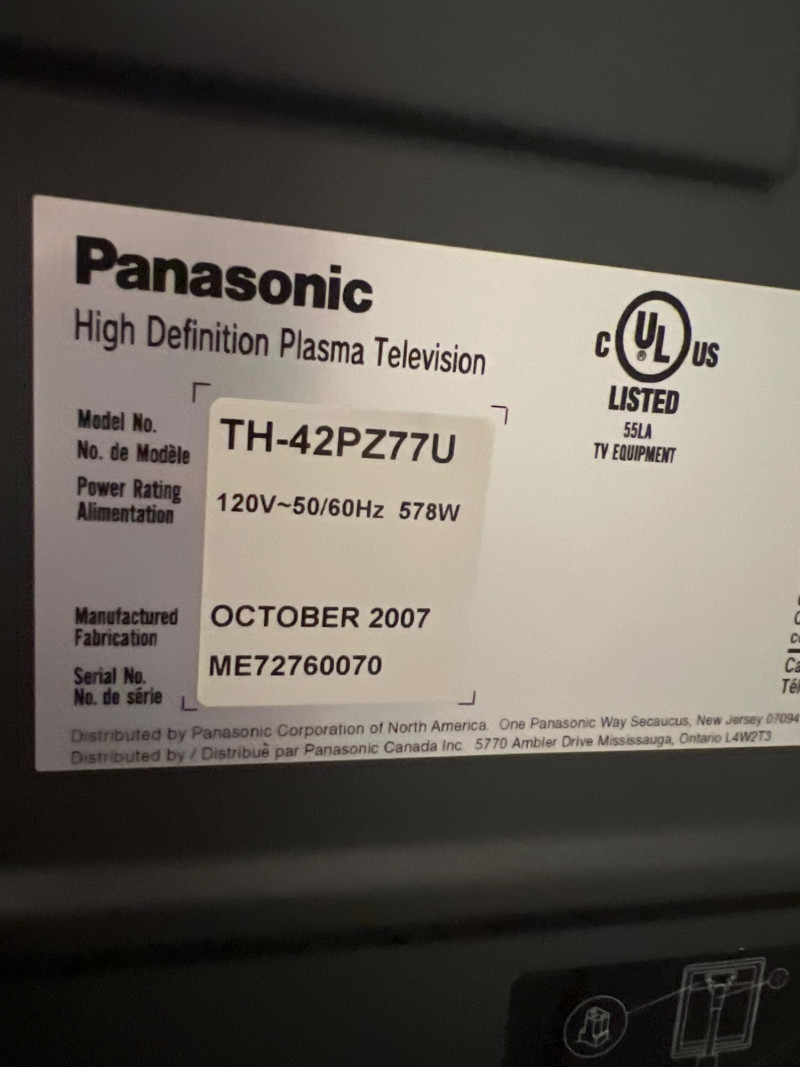 Panasonic
High Definition Plasma Television
C UL® US
LISTED
55LA
TV EQUIPMENT
Model No.
No. de Modèle
TH-42PZ77U
Power Rating
Alimentation
120V~50/60Hz 578W
Manufactured
Fabrication
OCTOBER 2007
Serial No.
No. de série
ME72760070
Distributed by Panasonic Corporation of North America. One Panasonic Way Secaucus, New Jersey 07094
Distributed by / Distribué par Panasonic Canada Inc. 5770 Ambler Drive Mississauga, Ontario L4W2T3